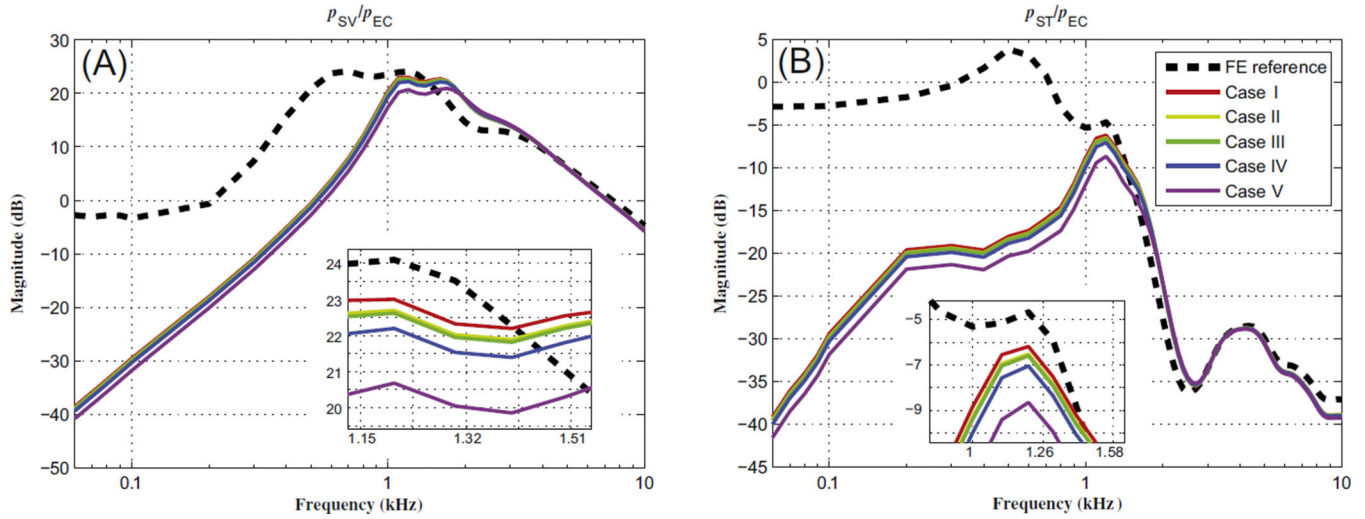 p_SV/p_EC
(A)
Magnitude (dB)
30
20
10
0
−10
−20
−30
−40
−50
0.1
1
10
Frequency (kHz)
24
23
22
21
20
1.15
1.32
1.51
p_ST/p_EC
(B)
Magnitude (dB)
5
0
−5
−10
−15
−20
−25
−30
−35
−40
−45
0.1
1
10
Frequency (kHz)
FE reference
Case I
Case II
Case III
Case IV
Case V
−5
−7
−9
1
1.26
1.58